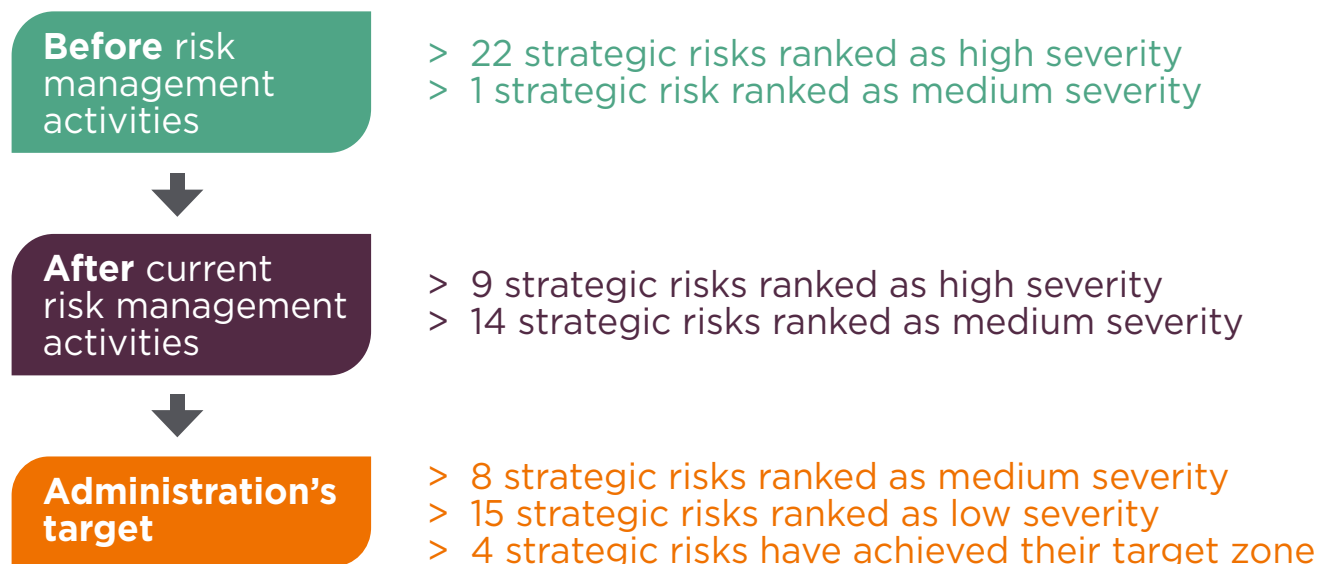 Before risk
management
activities
> 22 strategic risks ranked as high severity
> 1 strategic risk ranked as medium severity
After current
risk management
activities
> 9 strategic risks ranked as high severity
> 14 strategic risks ranked as medium severity
Administration's
target
> 8 strategic risks ranked as medium severity
> 15 strategic risks ranked as low severity
> 4 strategic risks have achieved their target zone